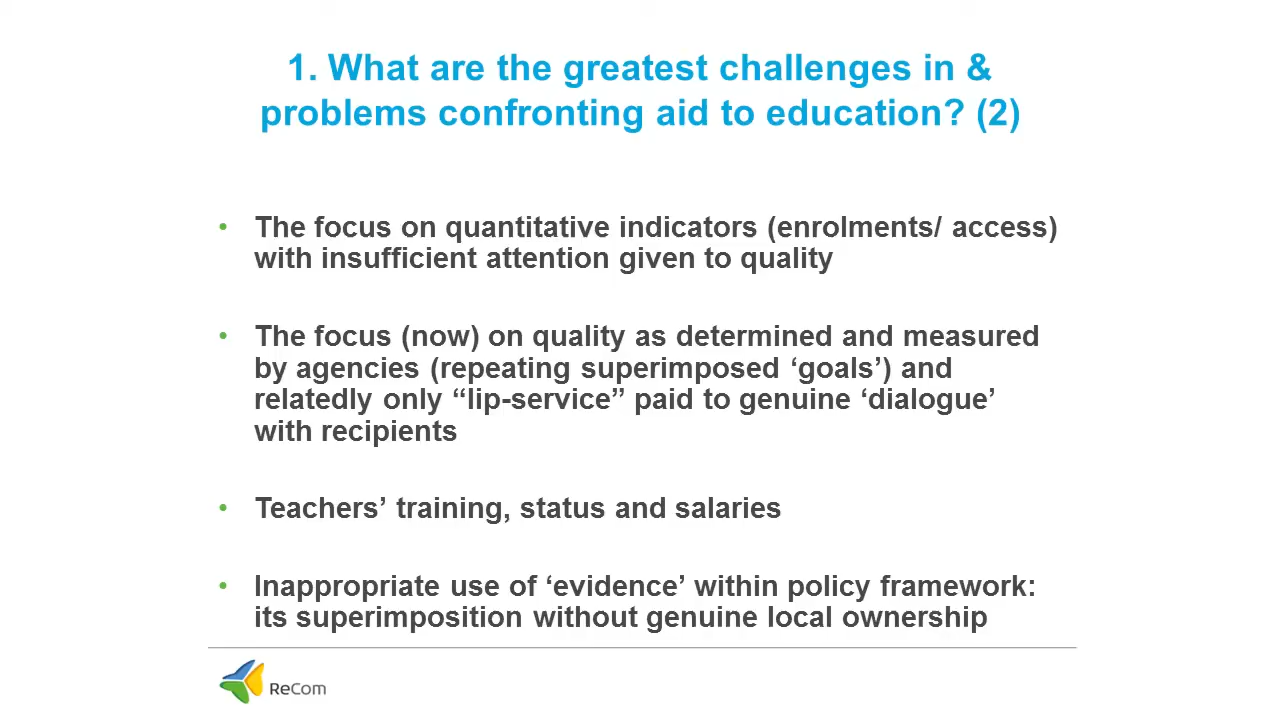 1. What are the greatest challenges in &
problems confronting aid to education? (2)
• The focus on quantitative indicators (enrolments/ access)
with insufficient attention given to quality
• The focus (now) on quality as determined and measured
by agencies (repeating superimposed ‘goals’) and
relatedly only “lip-service” paid to genuine ‘dialogue’
with recipients
• Teachers’ training, status and salaries
• Inappropriate use of ‘evidence’ within policy framework:
its superimposition without genuine local ownership
ReCom